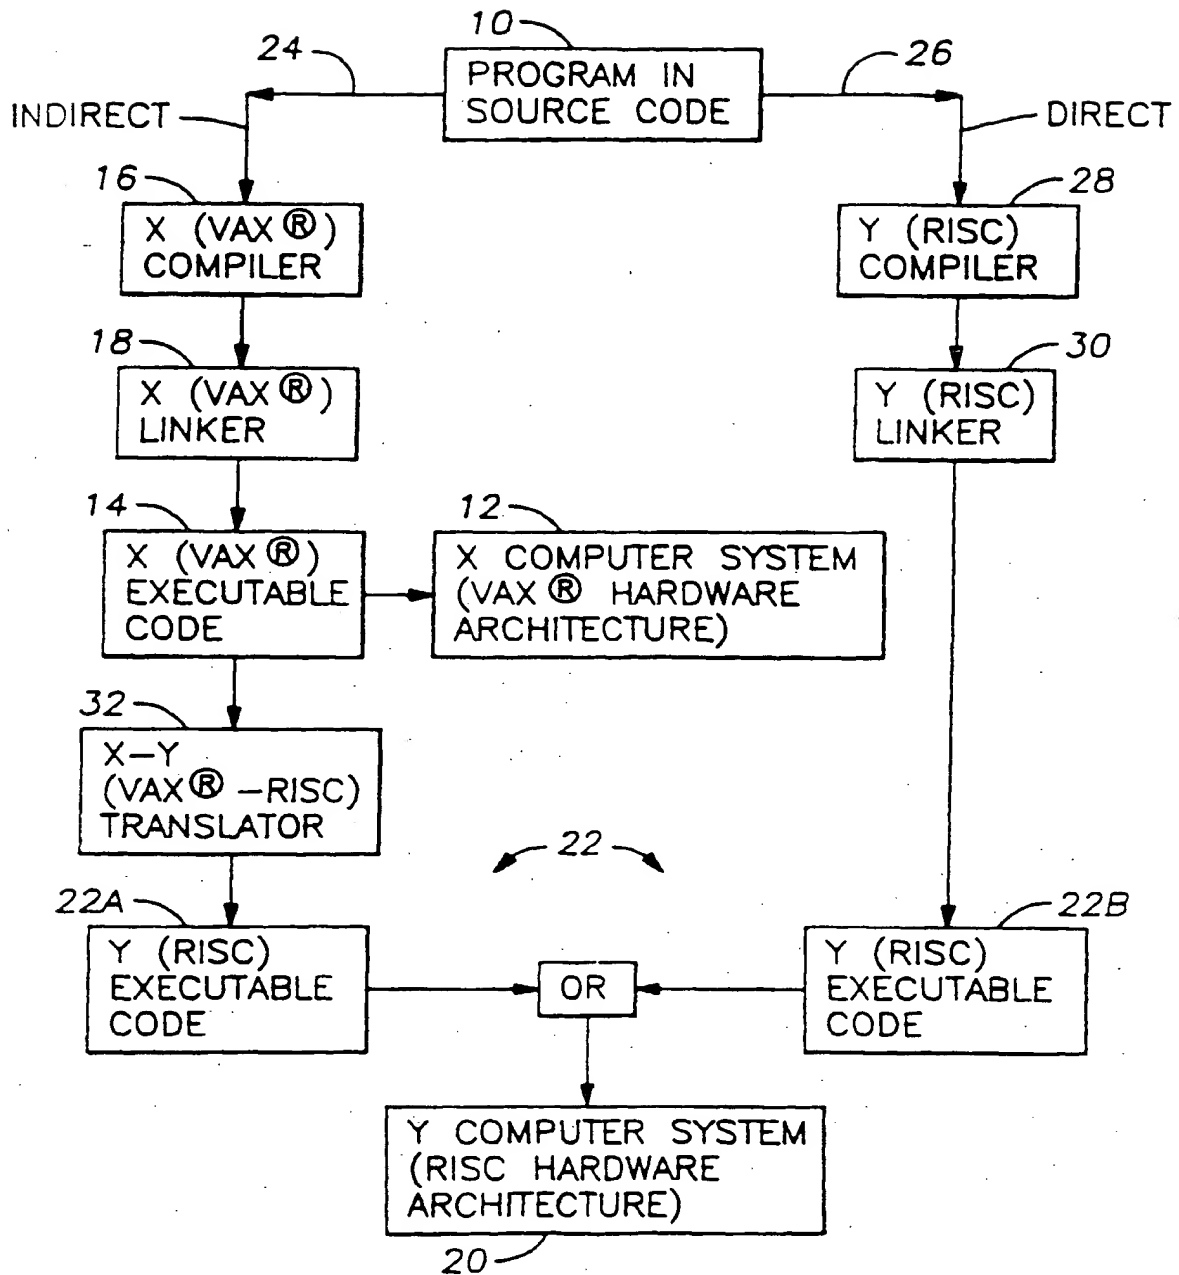 10
24
26
PROGRAM IN
SOURCE CODE
INDIRECT
DIRECT
16
28
X (VAX®)
COMPILER
Y (RISC)
COMPILER
18
30
X (VAX®)
LINKER
Y (RISC)
LINKER
14
12
X (VAX®)
EXECUTABLE
CODE
X COMPUTER SYSTEM
(VAX® HARDWARE
ARCHITECTURE)
32
X-Y
(VAX®-RISC)
TRANSLATOR
22
22A
22B
Y (RISC)
EXECUTABLE
CODE
OR
Y (RISC)
EXECUTABLE
CODE
Y COMPUTER SYSTEM
(RISC HARDWARE
ARCHITECTURE)
20